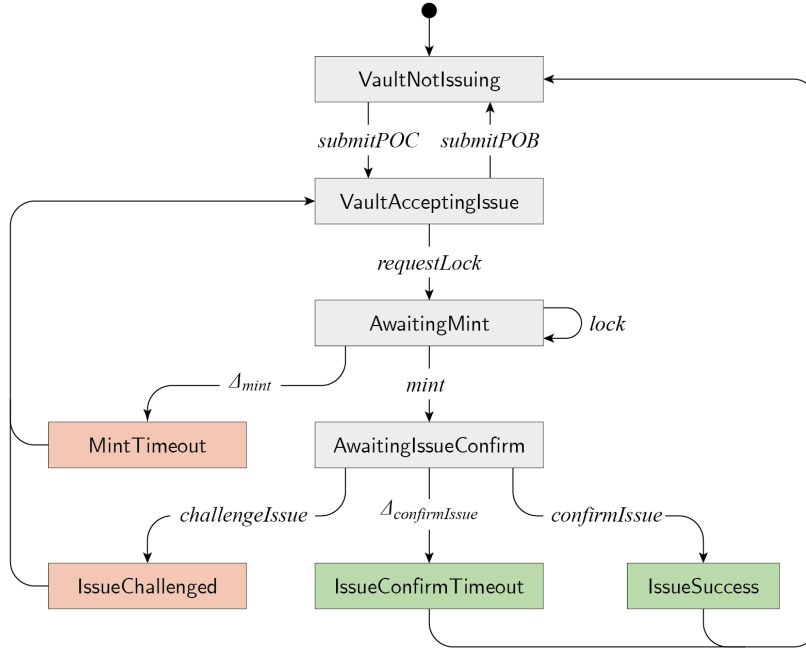 VaultNotIssuing
submitPOC submitPOB
VaultAcceptingIssue
requestLock
AwaitingMint
lock
Δmint
mint
MintTimeout
AwaitingIssueConfirm
challengeIssue
ΔconfirmIssue
confirmIssue
IssueChallenged
IssueConfirmTimeout
IssueSuccess